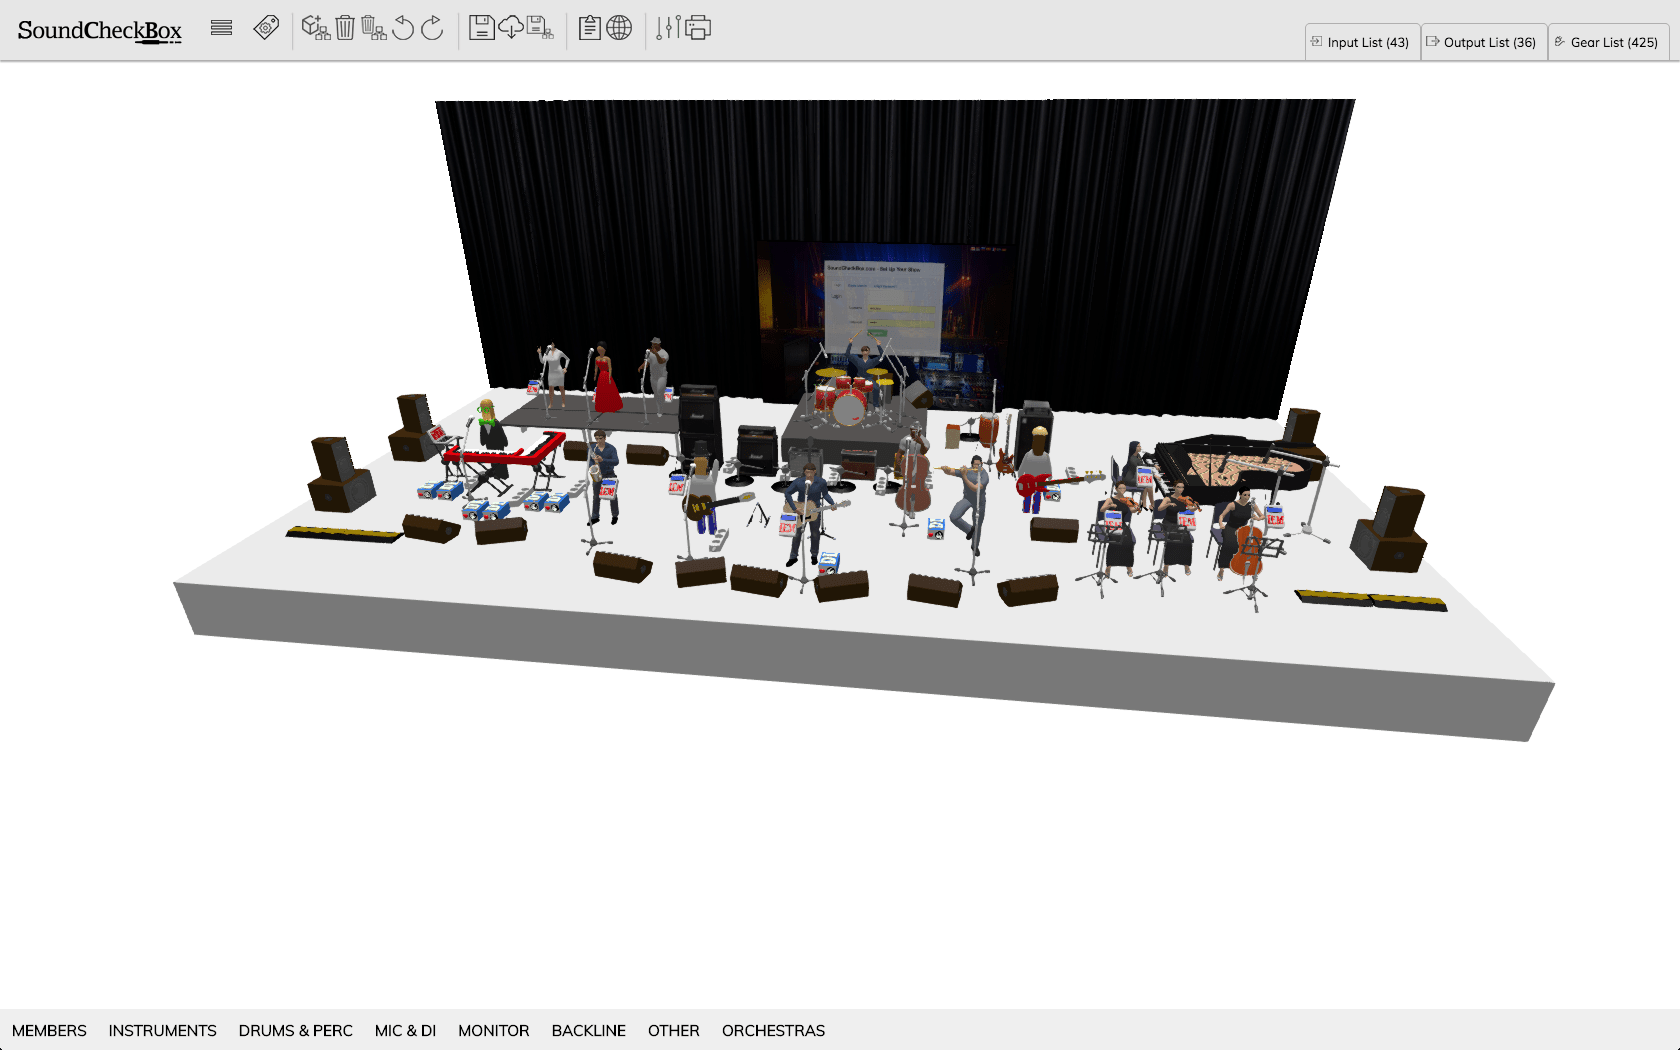 SoundCheckBox
Input List (43)
Output List (36)
Gear List (425)
SoundCheckBox.com - Set Up Your Show
MEMBERS
INSTRUMENTS
DRUMS & PERC
MIC & DI
MONITOR
BACKLINE
OTHER
ORCHESTRAS